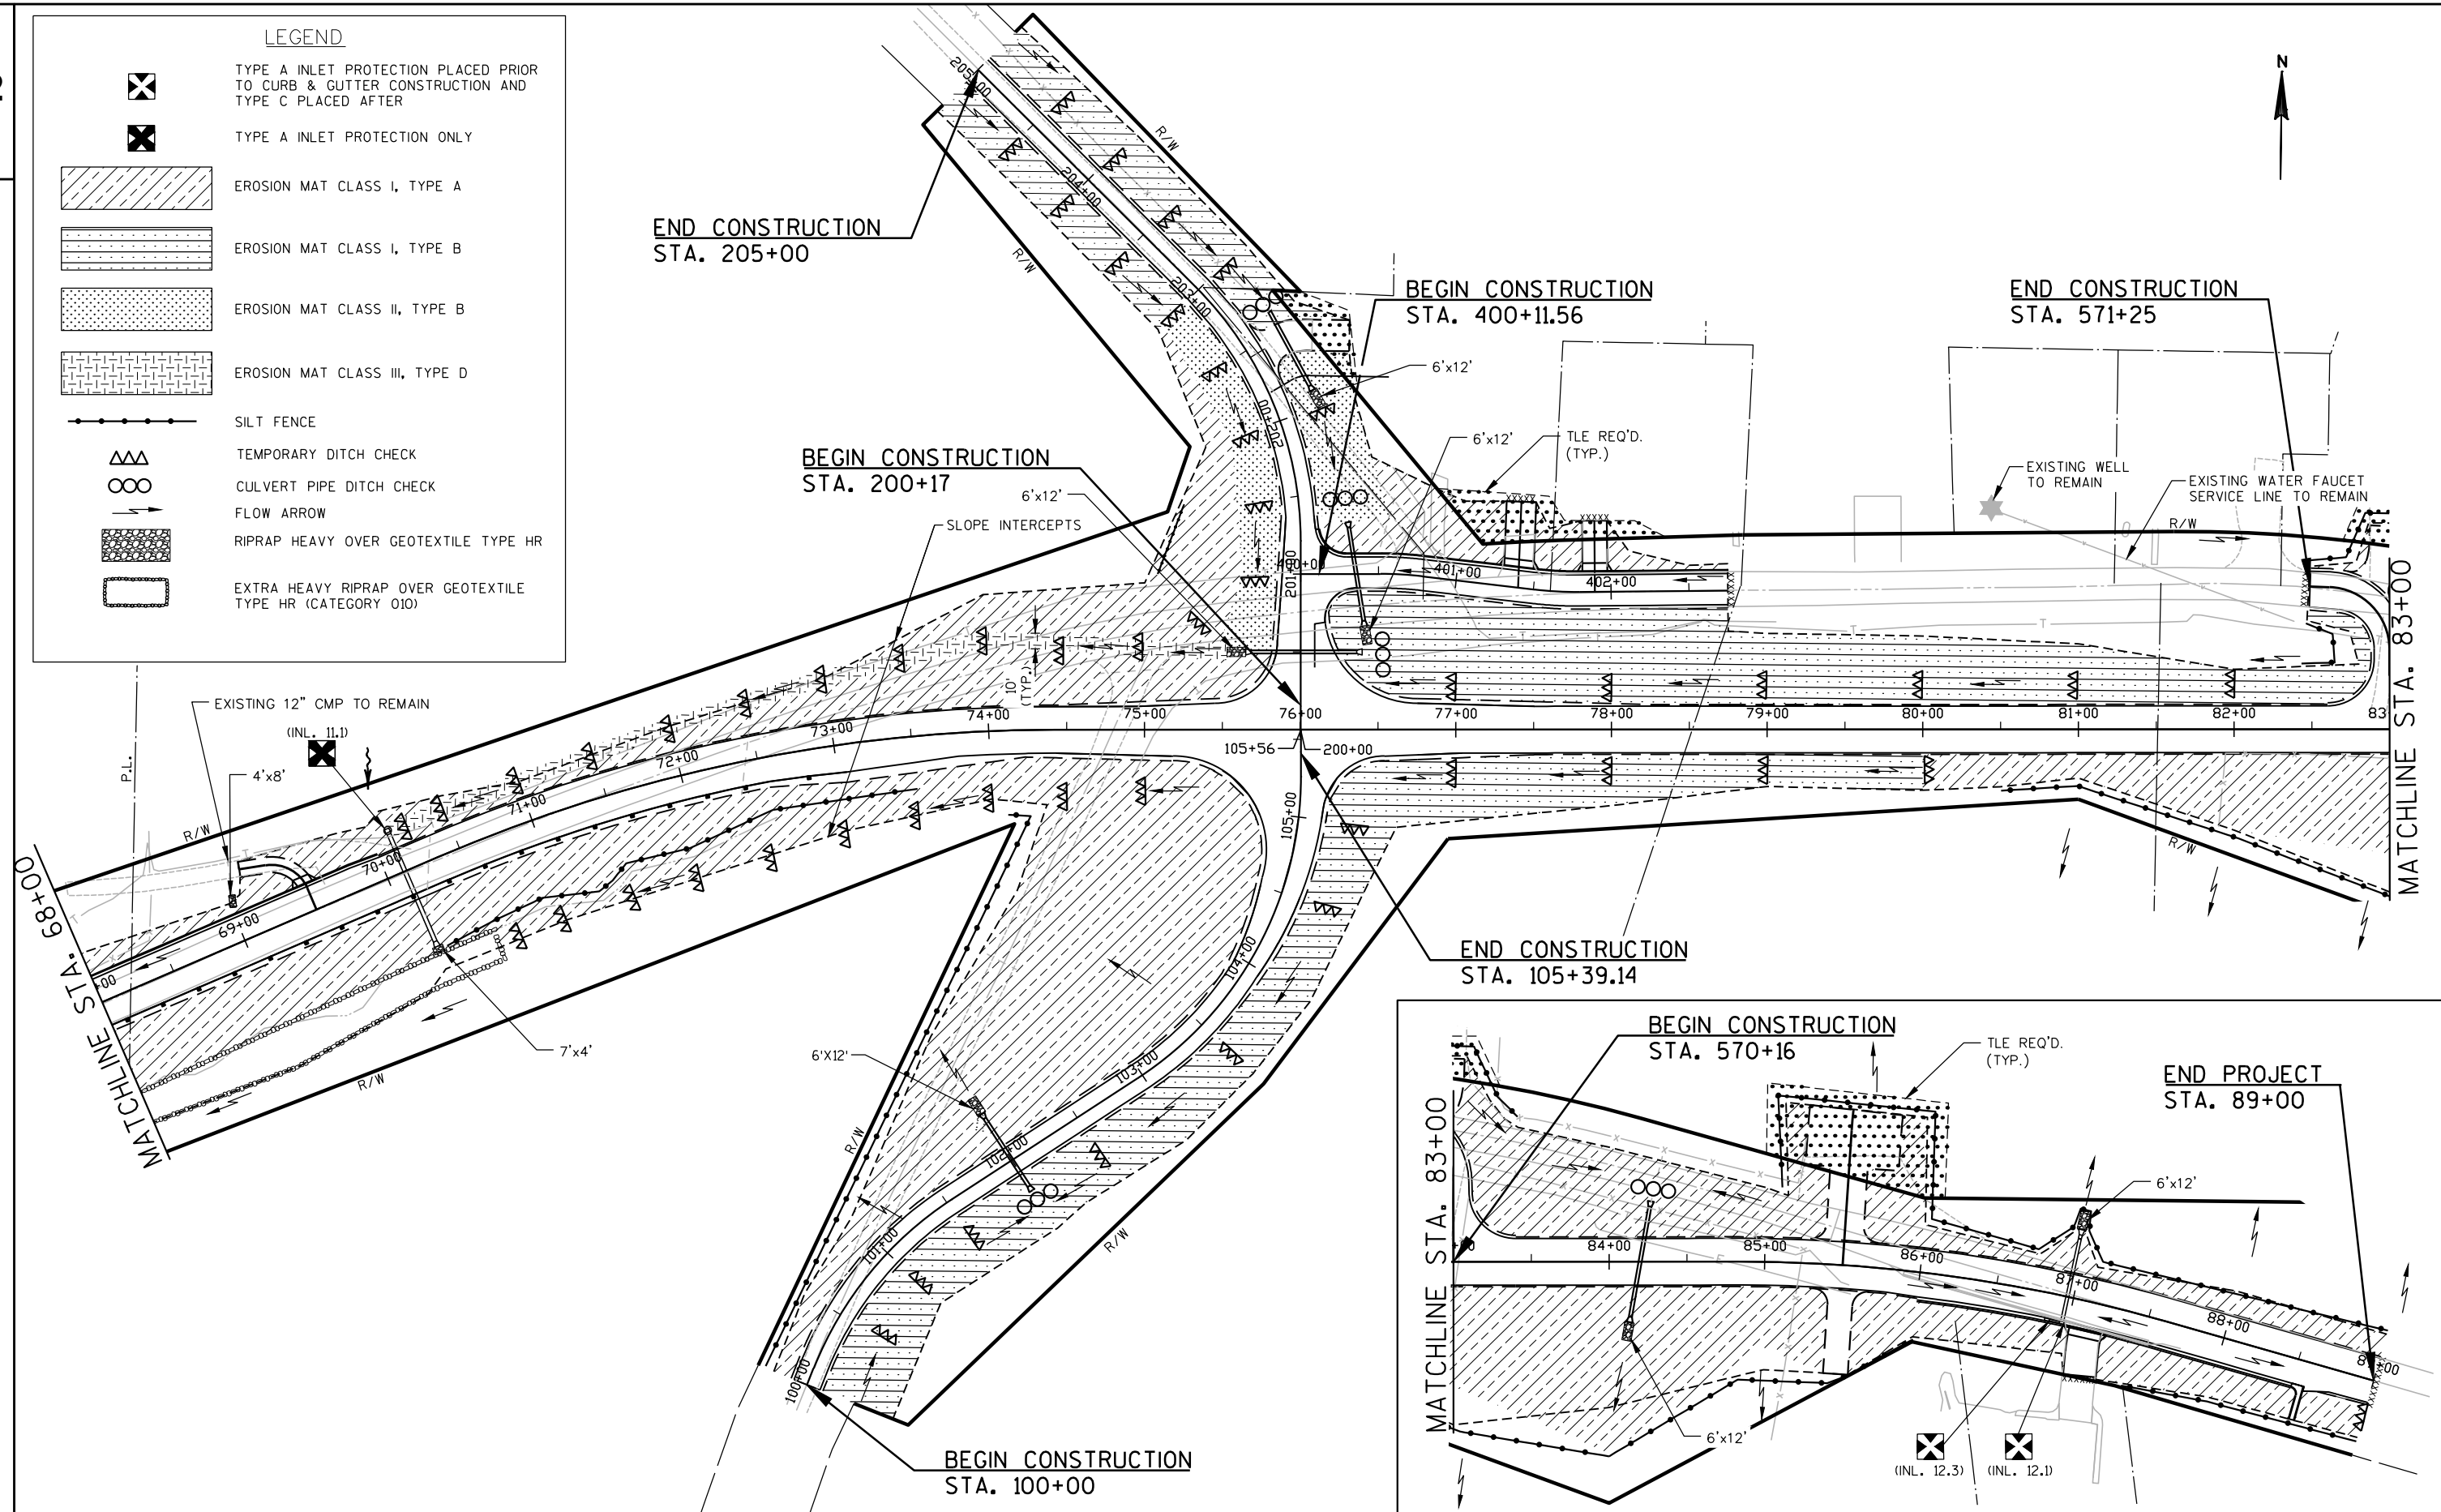 LEGEND
TYPE A INLET PROTECTION PLACED PRIOR
TO CURB & GUTTER CONSTRUCTION AND
TYPE C PLACED AFTER
TYPE A INLET PROTECTION ONLY
EROSION MAT CLASS I, TYPE A
EROSION MAT CLASS I, TYPE B
EROSION MAT CLASS II, TYPE B
EROSION MAT CLASS III, TYPE D
SILT FENCE
TEMPORARY DITCH CHECK
CULVERT PIPE DITCH CHECK
FLOW ARROW
RIPRAP HEAVY OVER GEOTEXTILE TYPE HR
EXTRA HEAVY RIPRAP OVER GEOTEXTILE
TYPE HR (CATEGORY 010)
N
END CONSTRUCTION
STA. 205+00
205+00
204+00
203+00
202+00
201+00
R/W
R/W
BEGIN CONSTRUCTION
STA. 400+11.56
END CONSTRUCTION
STA. 571+25
6'x12'
6'x12'
TLE REQ'D.
(TYP.)
BEGIN CONSTRUCTION
STA. 200+17
6'x12'
SLOPE INTERCEPTS
EXISTING WELL
TO REMAIN
EXISTING WATER FAUCET
SERVICE LINE TO REMAIN
R/W
400+00
401+00
402+00
10'
(TYP.)
EXISTING 12" CMP TO REMAIN
(INL. 11.1)
4'x8'
P.L.
R/W
MATCHLINE STA. 68+00
+00
69+00
70+00
71+00
72+00
73+00
74+00
75+00
76+00
77+00
78+00
79+00
80+00
81+00
82+00
83
MATCHLINE STA. 83+00
105+56
200+00
105+00
104+00
103+00
102+00
101+00
100+00
R/W
END CONSTRUCTION
STA. 105+39.14
7'x4'
R/W
6'X12'
R/W
R/W
BEGIN CONSTRUCTION
STA. 100+00
BEGIN CONSTRUCTION
STA. 570+16
TLE REQ'D.
(TYP.)
END PROJECT
STA. 89+00
MATCHLINE STA. 83+00
84+00
85+00
86+00
87+00
88+00
6'x12'
6'x12'
(INL. 12.3)
(INL. 12.1)